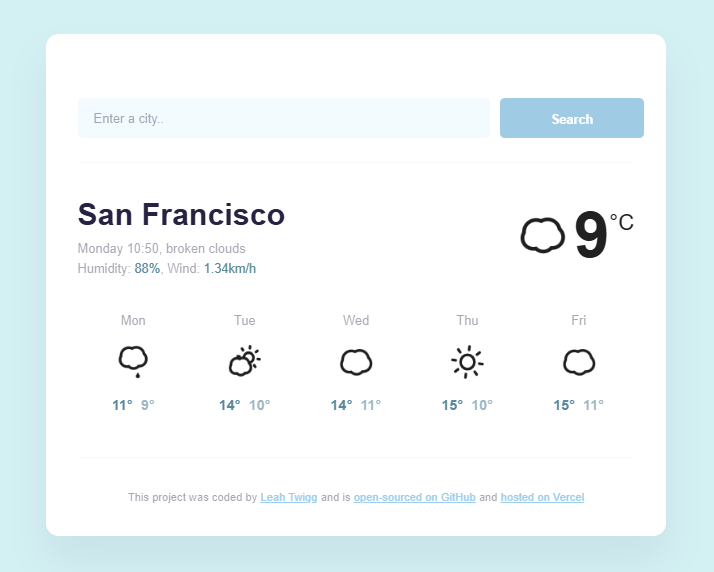 Enter a city..
Search
San Francisco
9°C
Monday 10:50, broken clouds
Humidity: 88%, Wind: 1.34km/h
Mon Tue Wed Thu Fri
11° 9° 14° 10° 14° 11° 15° 10° 15° 11°
This project was coded by Leah Twigg and is open-sourced on GitHub and hosted on Vercel